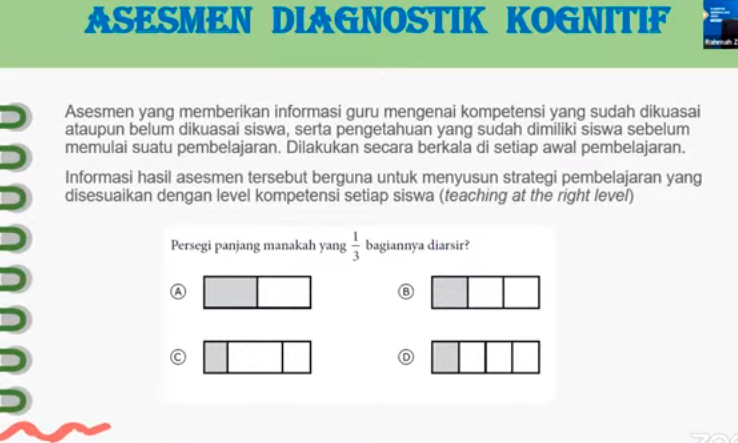 ASESMEN DIAGNOSTIK KOGNITIF
Rahmah Z
Asesmen yang memberikan informasi guru mengenai kompetensi yang sudah dikuasai
ataupun belum dikuasai siswa, serta pengetahuan yang sudah dimiliki siswa sebelum
memulai suatu pembelajaran. Dilakukan secara berkala di setiap awal pembelajaran.
Informasi hasil asesmen tersebut berguna untuk menyusun strategi pembelajaran yang
disesuaikan dengan level kompetensi setiap siswa (teaching at the right level)
Persegi panjang manakah yang 1/3 bagiannya diarsir?
A B
C D